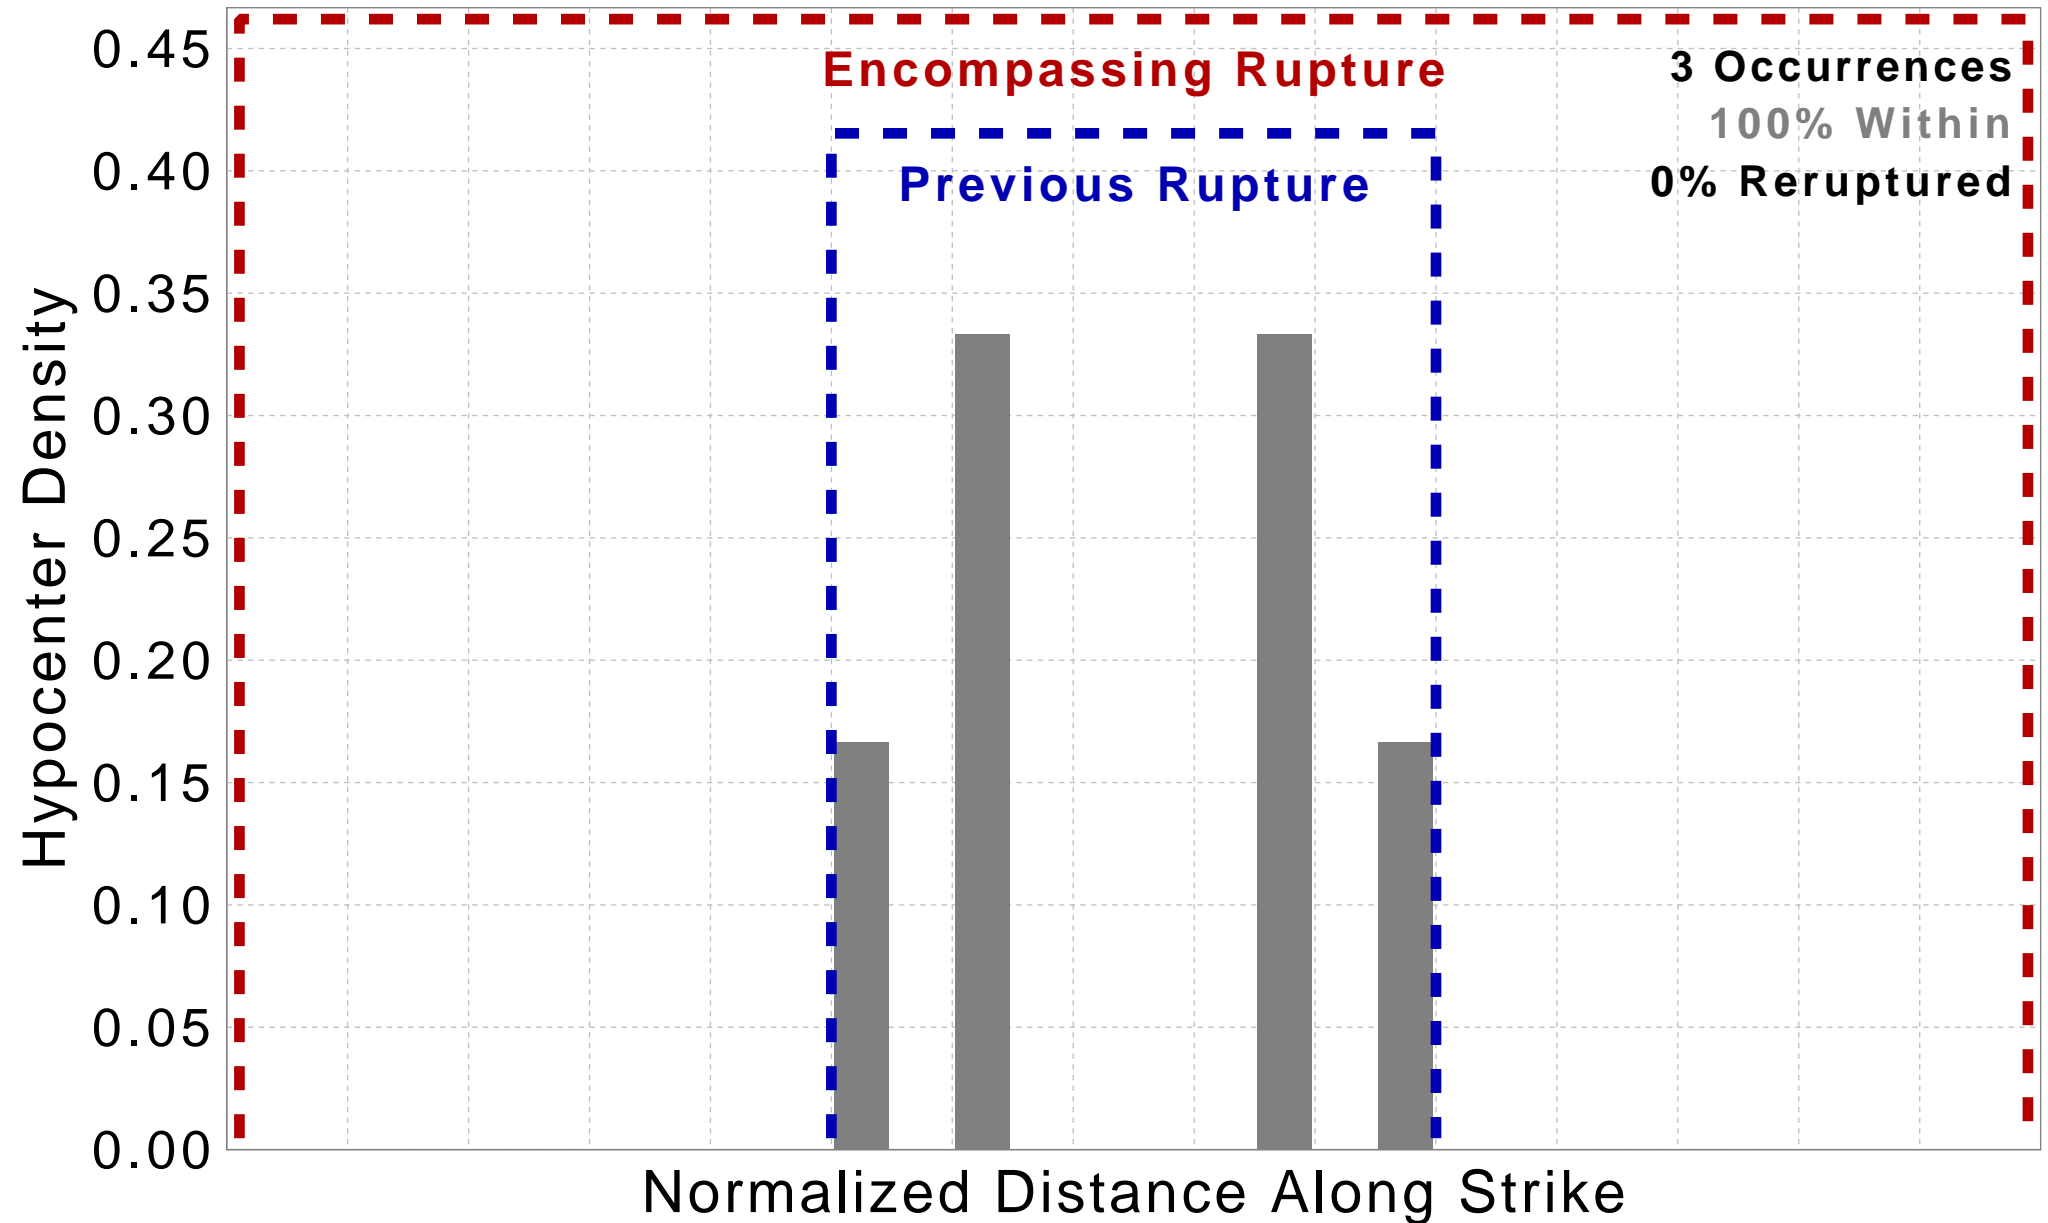 0.45
0.40
0.35
0.30
0.25
0.20
0.15
0.10
0.05
0.00
Hypocenter Density
Encompassing Rupture
Previous Rupture
3 Occurrences
100% Within
0% Reruptured
Normalized Distance Along Strike